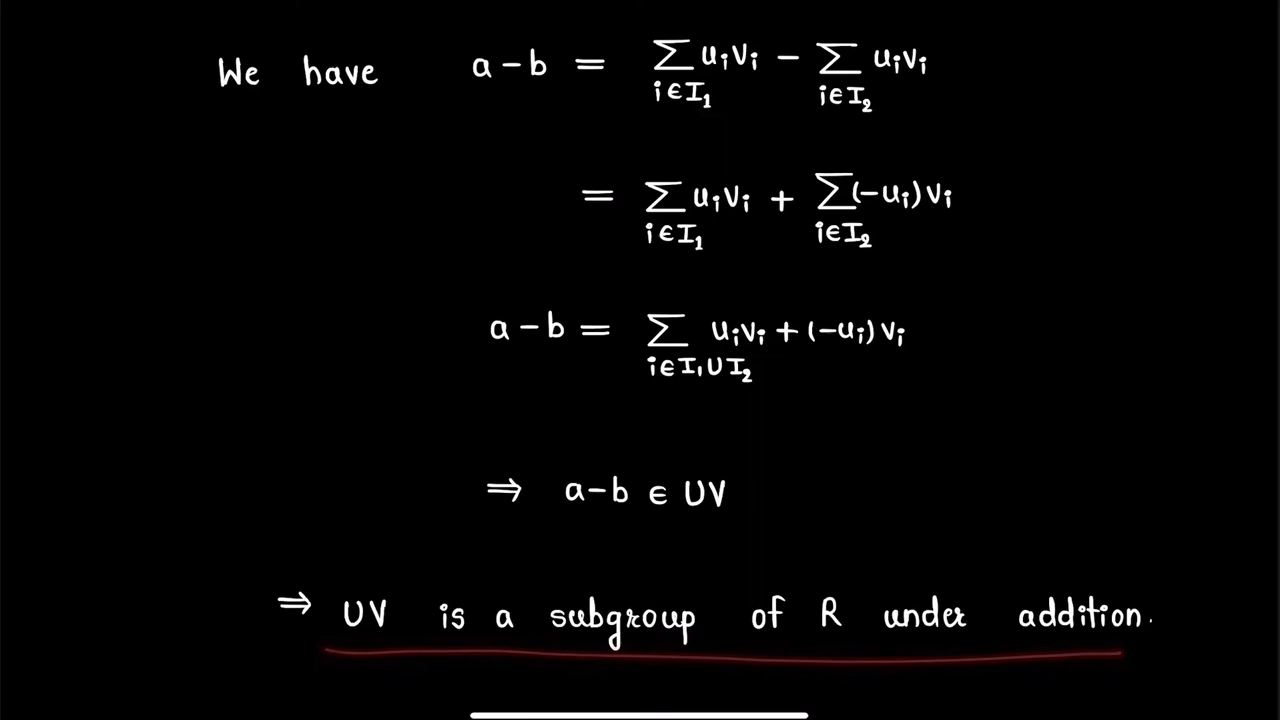 We have a - b = ∑_{i∈I₁} uᵢvᵢ - ∑_{i∈I₂} uᵢvᵢ
= ∑_{i∈I₁} uᵢvᵢ + ∑_{i∈I₂} (-uᵢ)vᵢ
a - b = ∑_{i∈I₁∪I₂} uᵢvᵢ + (-uᵢ)vᵢ
⇒ a-b ∈ UV
⇒ UV is a subgroup of R under addition.